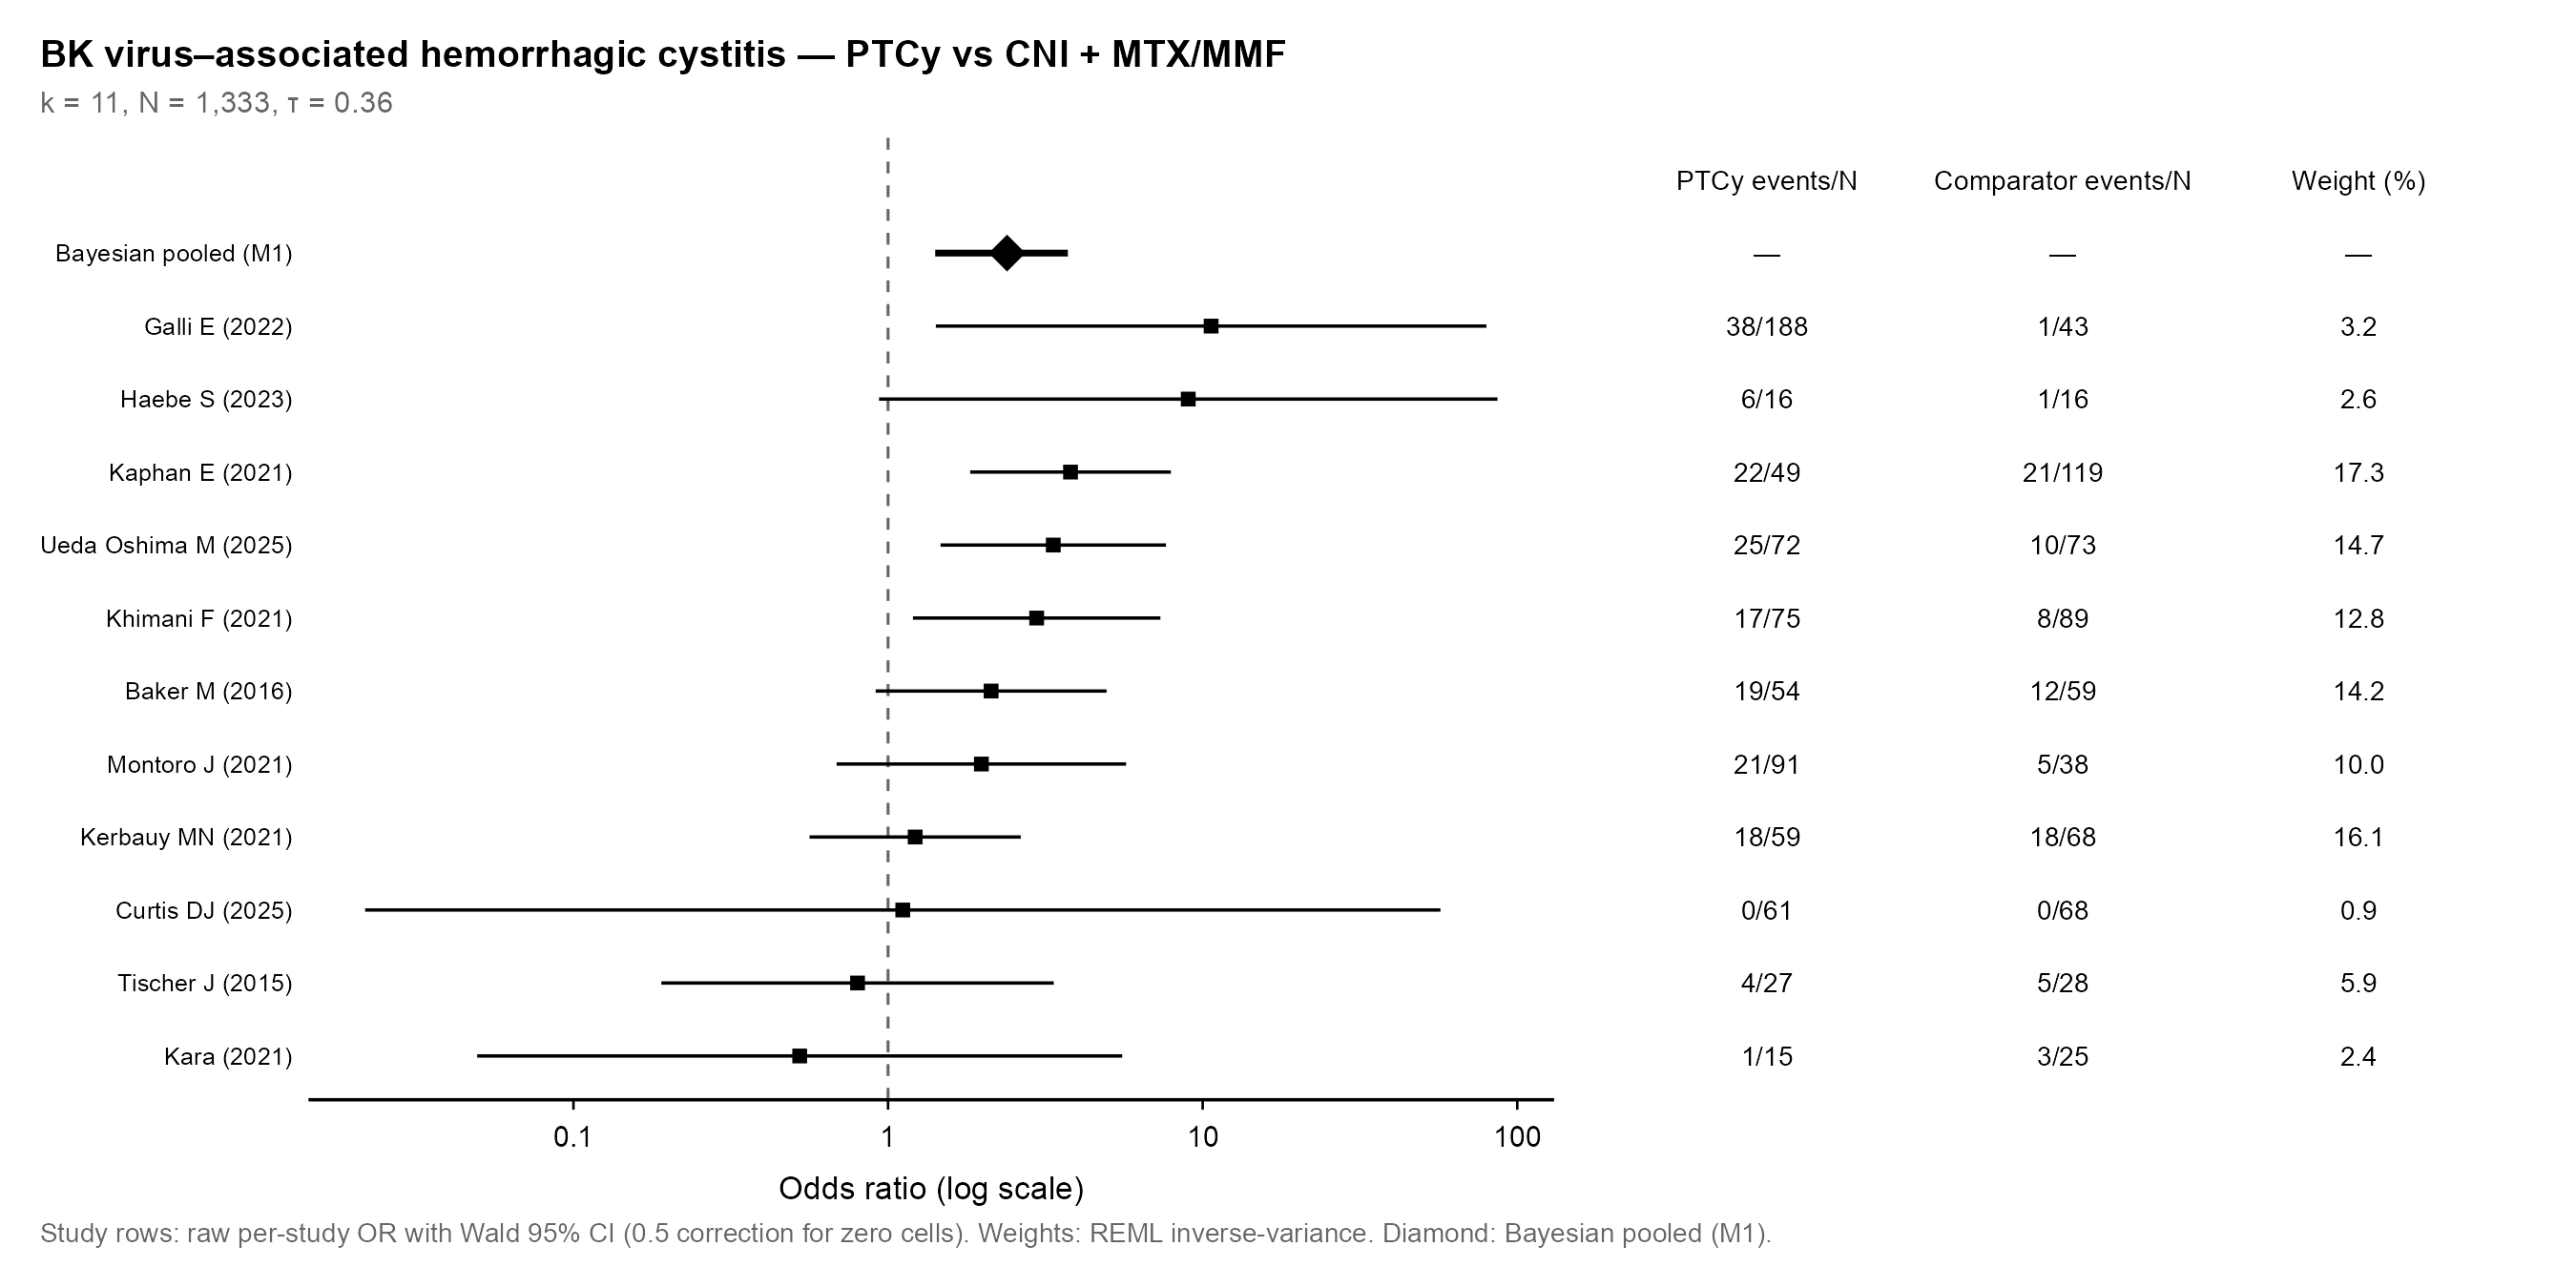 BK virus–associated hemorrhagic cystitis — PTCy vs CNI + MTX/MMF
k = 11, N = 1,333, τ = 0.36
PTCy events/N Comparator events/N Weight (%)
Bayesian pooled (M1) — — —
Galli E (2022) 38/188 1/43 3.2
Haebe S (2023) 6/16 1/16 2.6
Kaphan E (2021) 22/49 21/119 17.3
Ueda Oshima M (2025) 25/72 10/73 14.7
Khimani F (2021) 17/75 8/89 12.8
Baker M (2016) 19/54 12/59 14.2
Montoro J (2021) 21/91 5/38 10.0
Kerbauy MN (2021) 18/59 18/68 16.1
Curtis DJ (2025) 0/61 0/68 0.9
Tischer J (2015) 4/27 5/28 5.9
Kara (2021) 1/15 3/25 2.4
0.1 1 10 100
Odds ratio (log scale)
Study rows: raw per-study OR with Wald 95% CI (0.5 correction for zero cells). Weights: REML inverse-variance. Diamond: Bayesian pooled (M1).